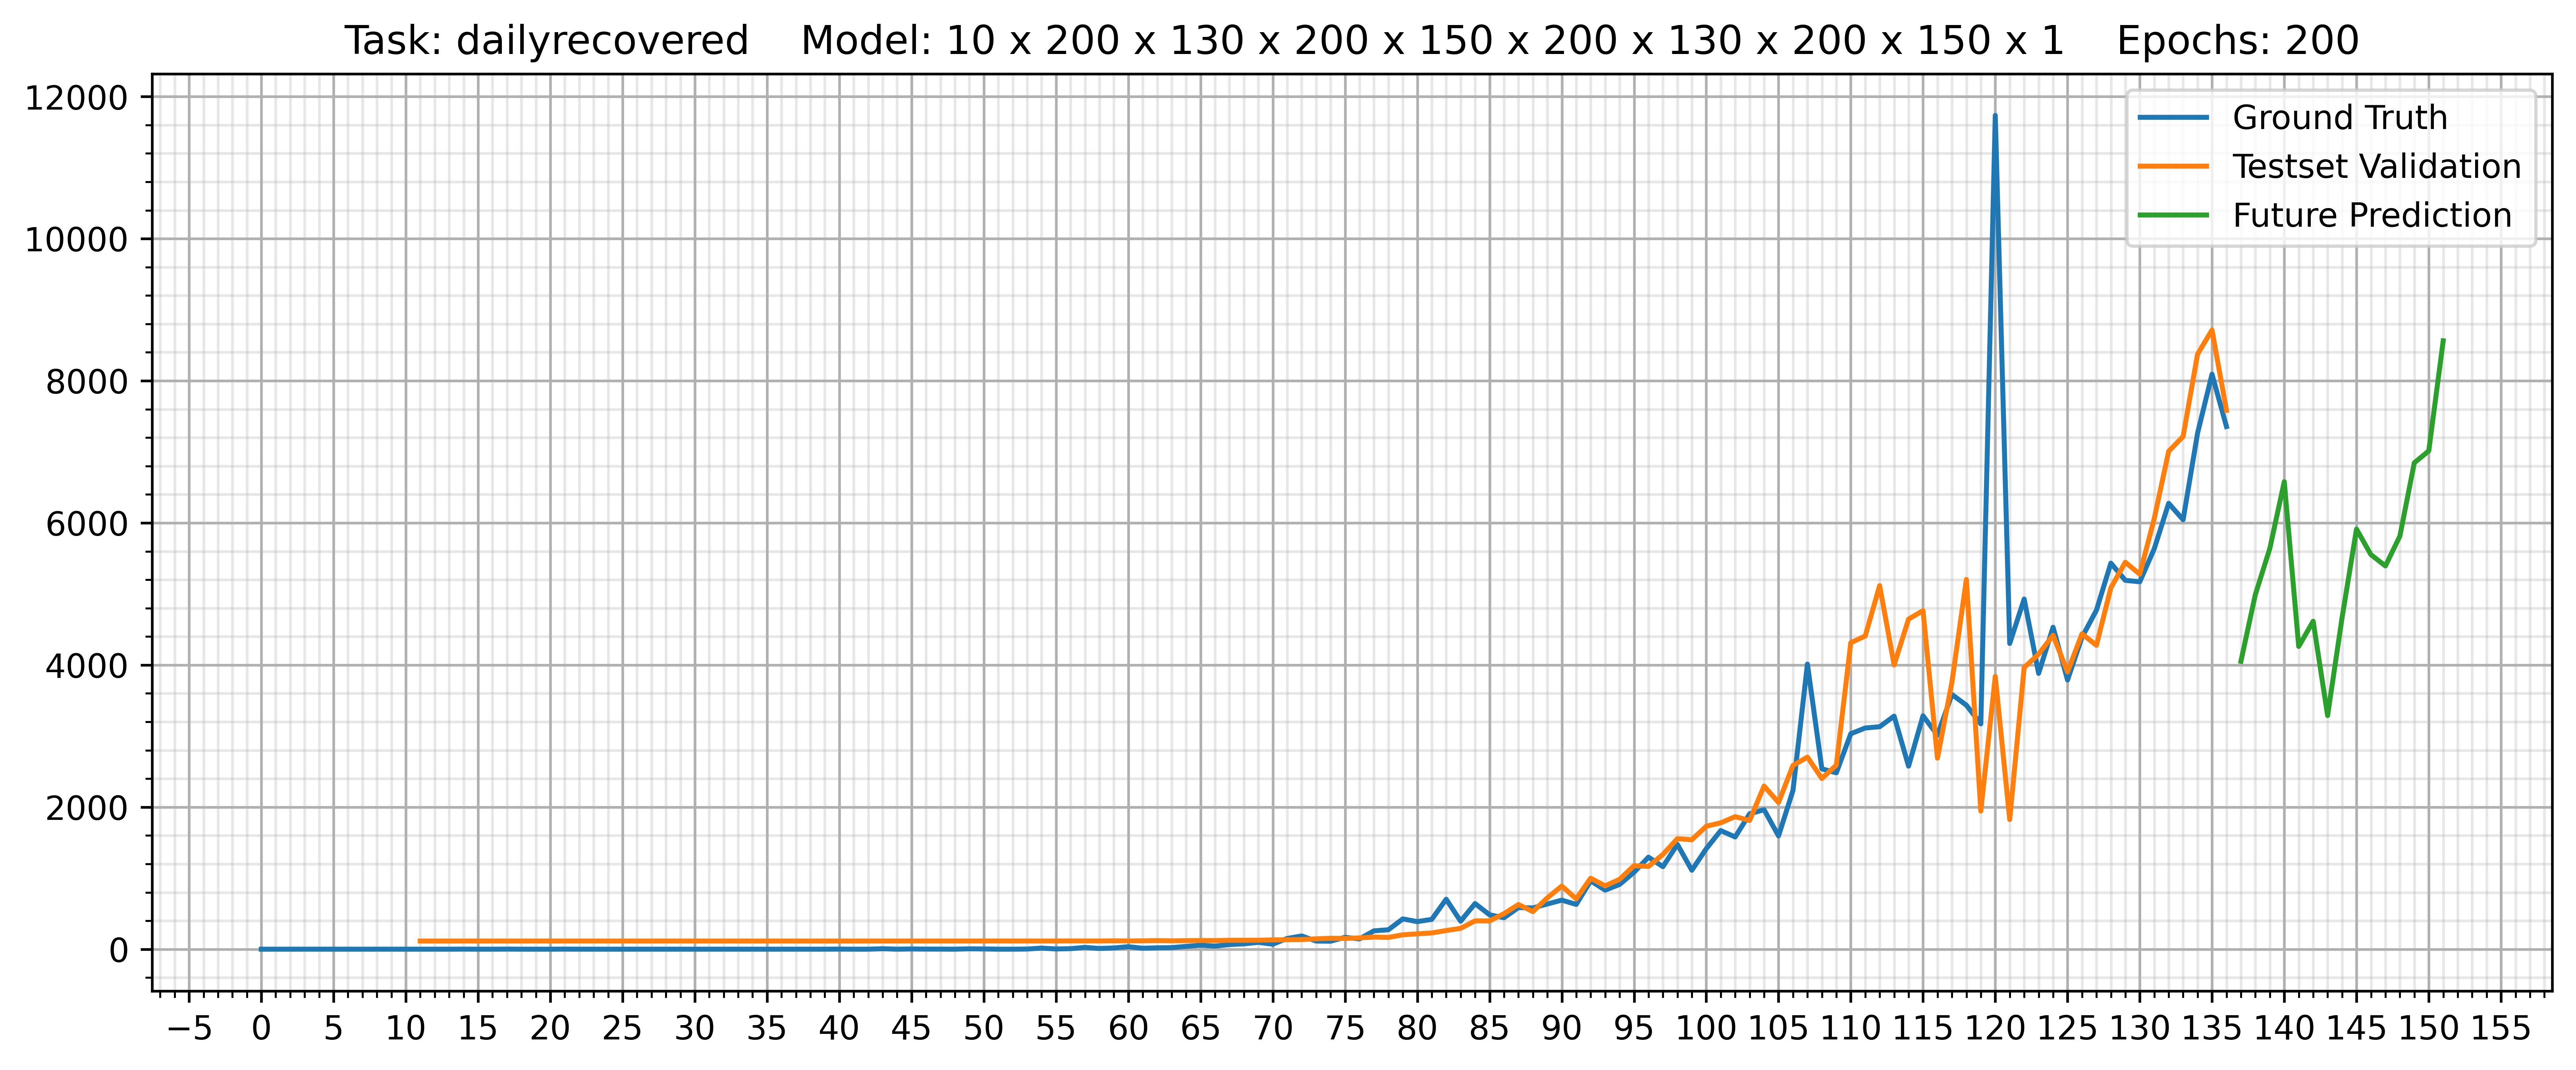 Task: dailyrecovered    Model: 10 x 200 x 130 x 200 x 150 x 200 x 130 x 200 x 150 x 1    Epochs: 200
12000
10000
8000
6000
4000
2000
0
Ground Truth
Testset Validation
Future Prediction
−5 0 5 10 15 20 25 30 35 40 45 50 55 60 65 70 75 80 85 90 95 100 105 110 115 120 125 130 135 140 145 150 155